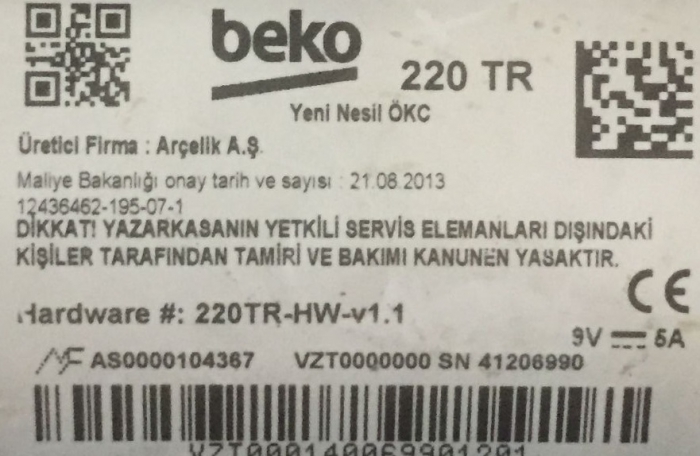 beko
220 TR
Yeni Nesil ÖKC
Üretici Firma : Arçelik A.Ş.
Maliye Bakanlığı onay tarih ve sayısı : 21.08.2013
12436462-195-07-1
DİKKAT! YAZARKASANIN YETKİLİ SERVİS ELEMANLARI DIŞINDAKİ
KİŞİLER TARAFINDAN TAMİRİ VE BAKIMI KANUNEN YASAKTIR.
CE
Hardware #: 220TR-HW-v1.1
9V 5A
MF AS0000104367 VZT0000000 SN 41206990